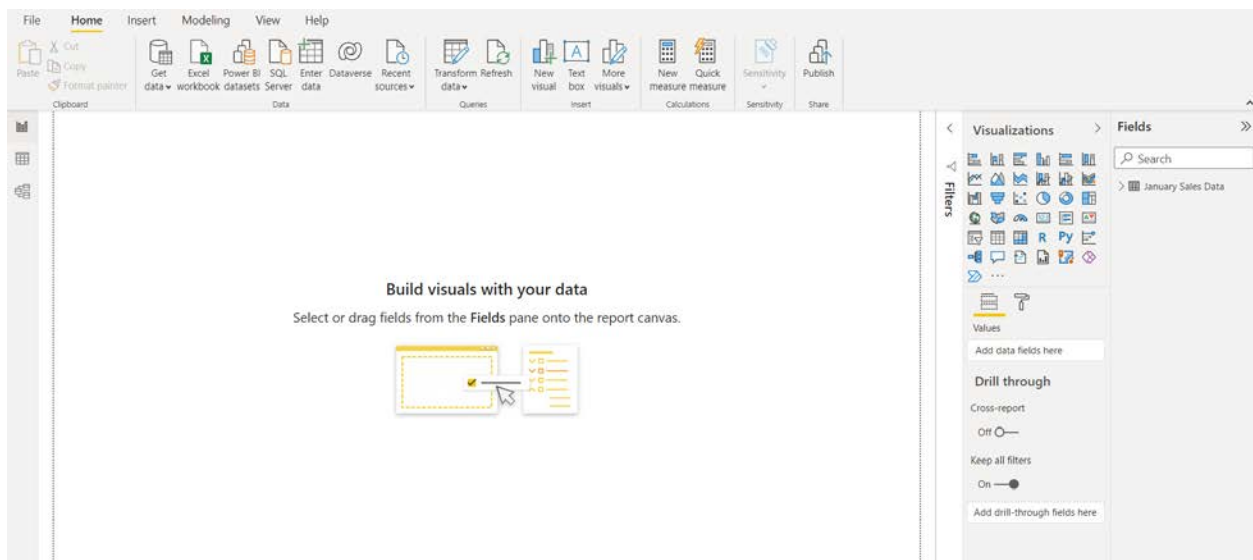 File Home Insert Modeling View Help
Paste
Cut
Copy
Format painter
Clipboard
Get data
Excel workbook
Power BI datasets
SQL Server
Enter data
Dataverse
Recent sources
Data
Transform data
Refresh
Queries
New visual
Text box
More visuals
Insert
New measure
Quick measure
Calculations
Sensitivity
Sensitivity
Publish
Share
Filters
Visualizations
R Py
Values
Add data fields here
Drill through
Cross-report
Off
Keep all filters
On
Add drill-through fields here
Fields
Search
January Sales Data
Build visuals with your data
Select or drag fields from the Fields pane onto the report canvas.